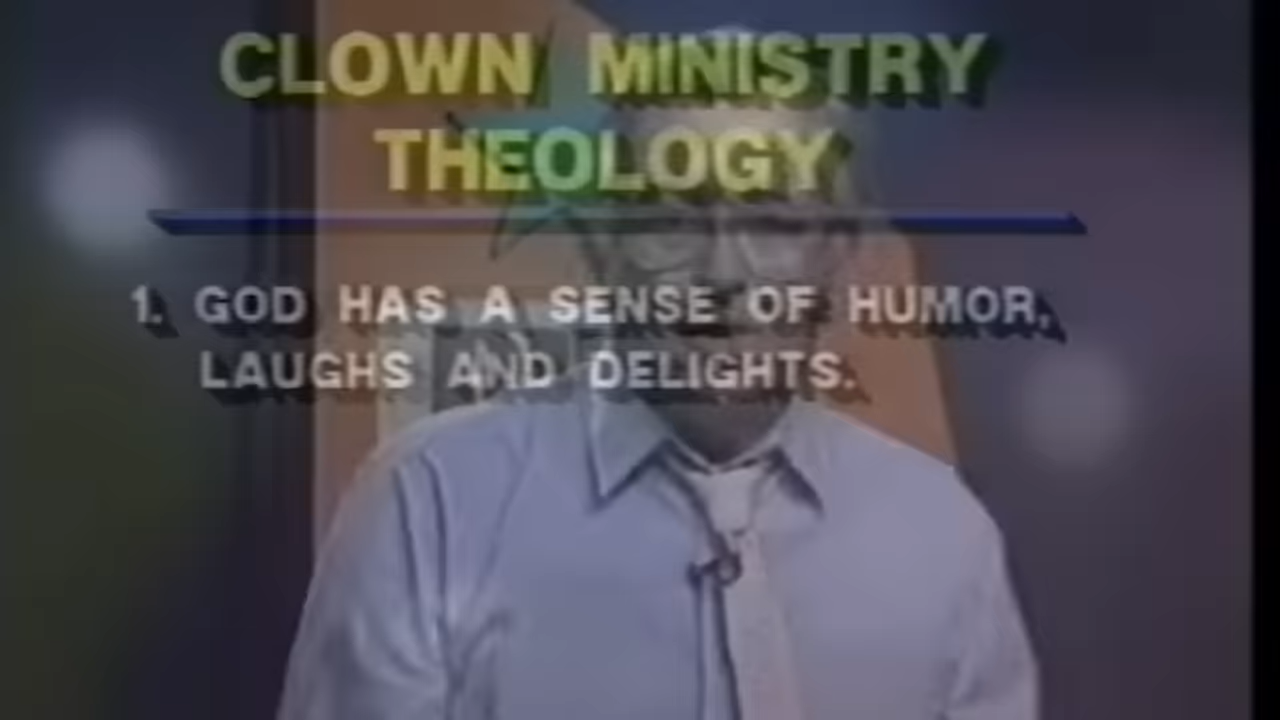 CLOWN MINISTRY
THEOLOGY
1. GOD HAS A SENSE OF HUMOR,
LAUGHS AND DELIGHTS.